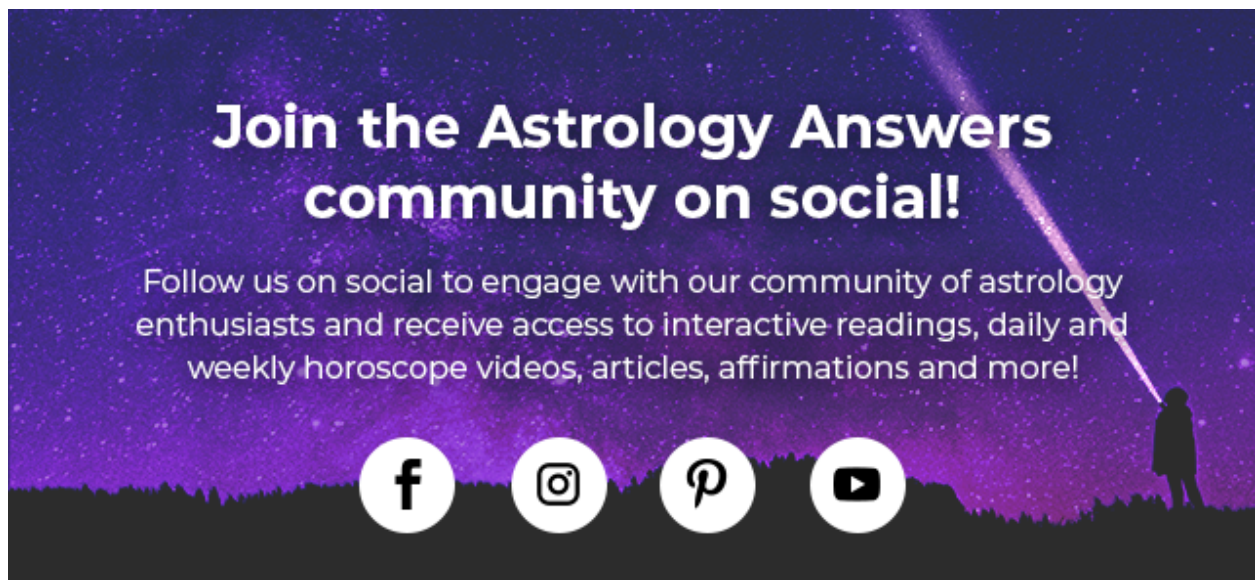 Join the Astrology Answers
community on social!
Follow us on social to engage with our community of astrology
enthusiasts and receive access to interactive readings, daily and
weekly horoscope videos, articles, affirmations and more!